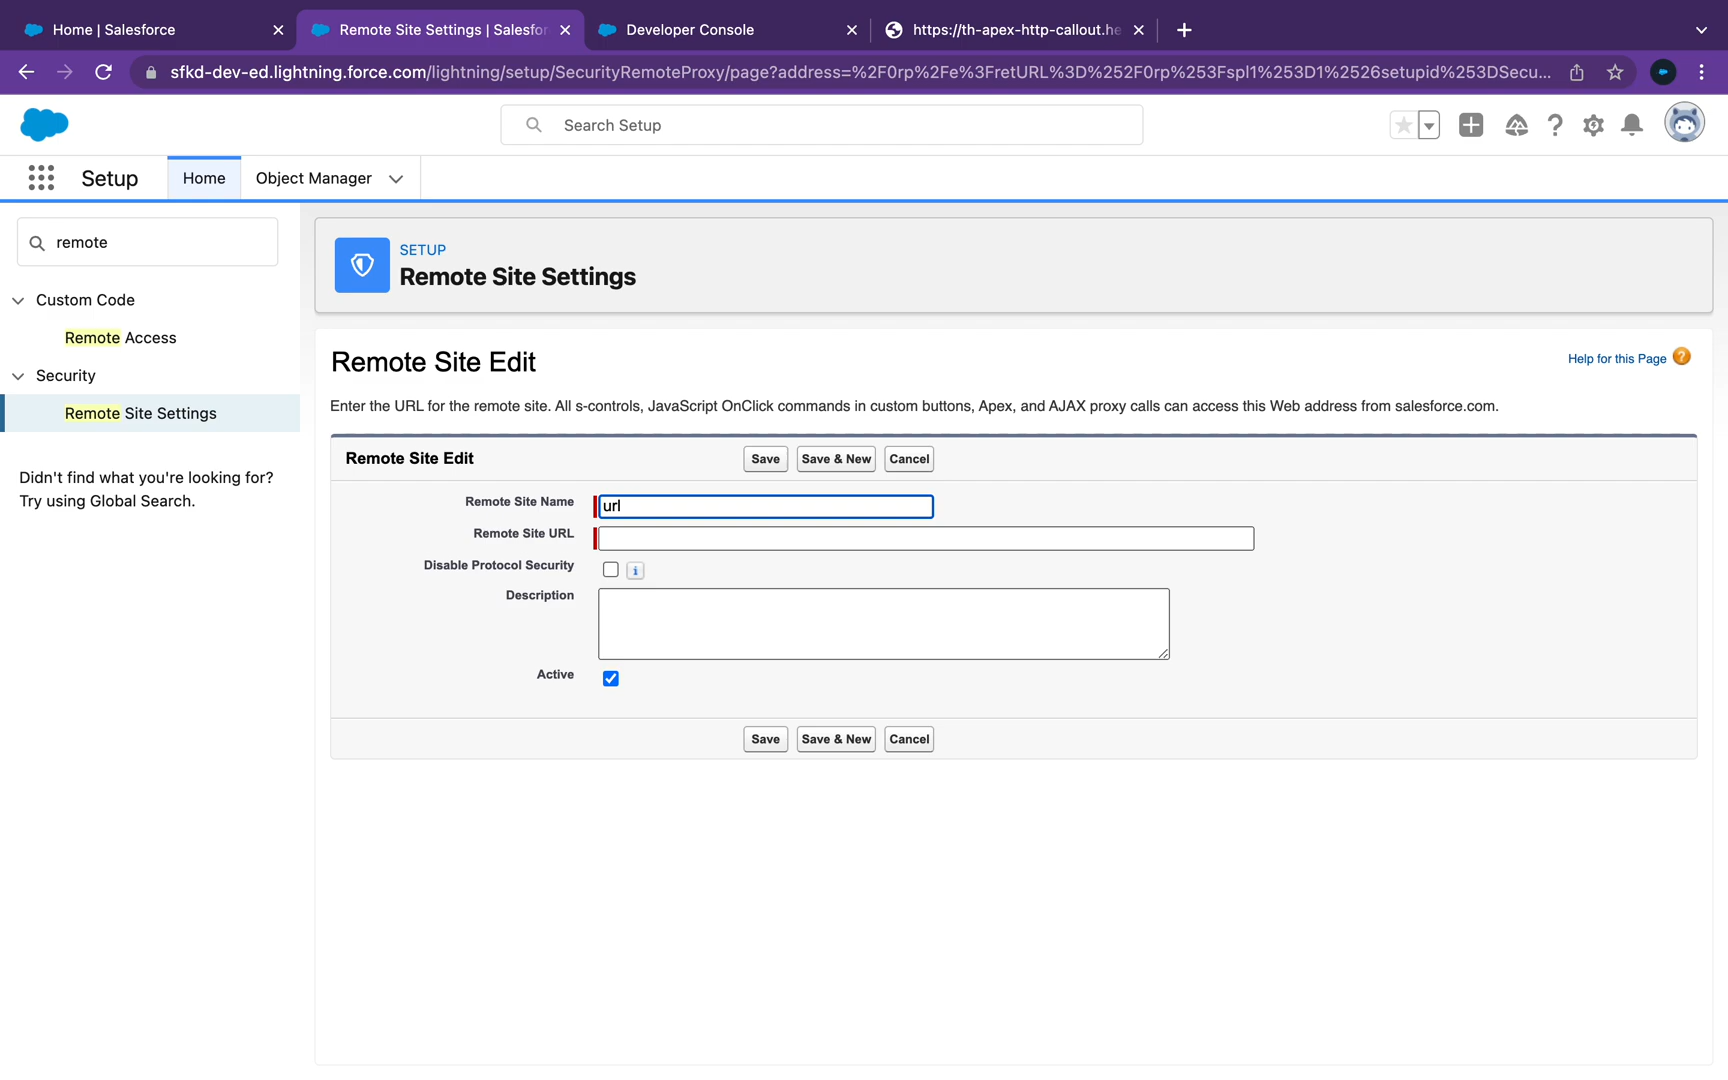 Home | Salesforce
Remote Site Settings | Salesfor
Developer Console
https://th-apex-http-callout.he
sfkd-dev-ed.lightning.force.com/lightning/setup/SecurityRemoteProxy/page?address=%2F0rp%2Fe%3FretURL%3D%252F0rp%253Fspl1%253D1%2526setupid%253DSecu...
Search Setup
Setup
Home
Object Manager
remote
Custom Code
Remote Access
Security
Remote Site Settings
Didn't find what you're looking for?
Try using Global Search.
SETUP
Remote Site Settings
Remote Site Edit
Help for this Page
Enter the URL for the remote site. All s-controls, JavaScript OnClick commands in custom buttons, Apex, and AJAX proxy calls can access this Web address from salesforce.com.
Remote Site Edit
Save
Save & New
Cancel
Remote Site Name
url
Remote Site URL
Disable Protocol Security
Description
Active
Save
Save & New
Cancel